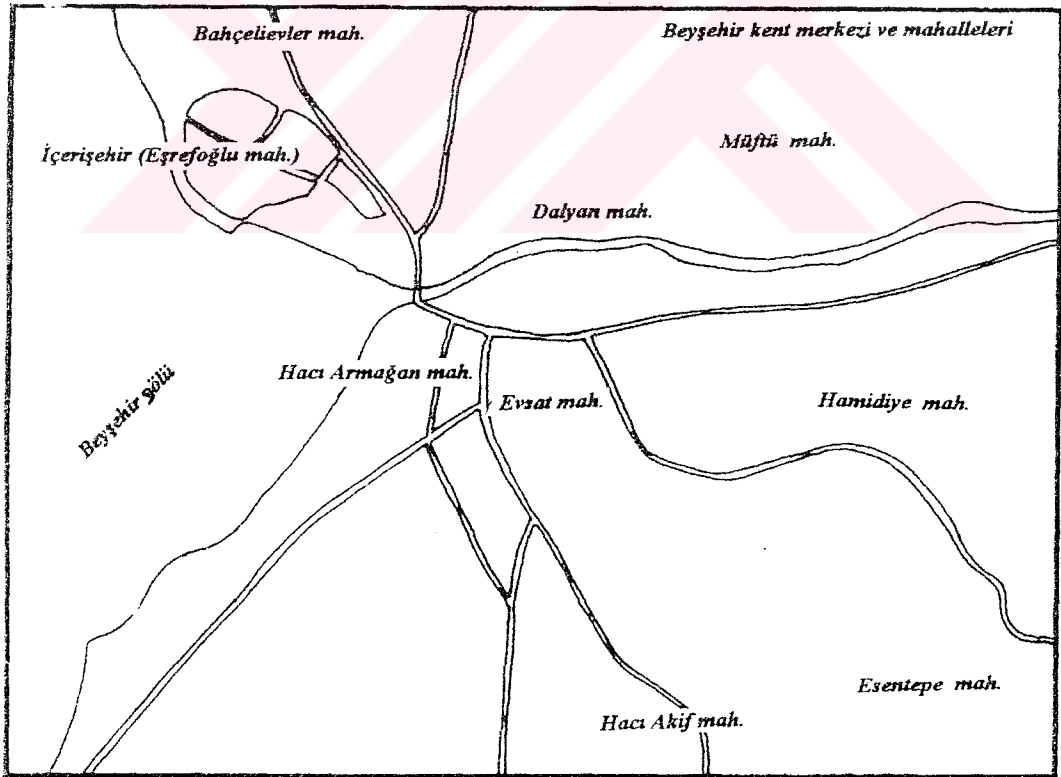 Bahçelievler mah.
Beyşehir kent merkezi ve mahalleleri
İçerişehir (Eşrefoğlu mah.)
Müftü mah.
Dalyan mah.
Hacı Armağan mah.
Evsat mah.
Hamidiye mah.
Beyşehir gölü
Esentepe mah.
Hacı Akif mah.